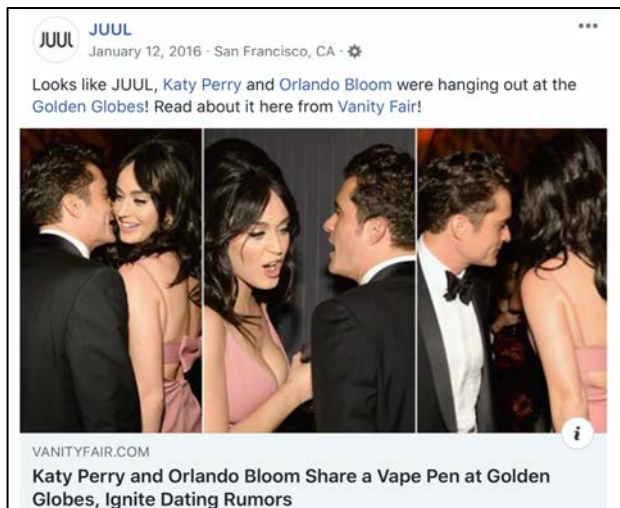 JUUL
JUUL
January 12, 2016 · San Francisco, CA ·
Looks like JUUL, Katy Perry and Orlando Bloom were hanging out at the
Golden Globes! Read about it here from Vanity Fair!
i
VANITYFAIR.COM
Katy Perry and Orlando Bloom Share a Vape Pen at Golden
Globes, Ignite Dating Rumors